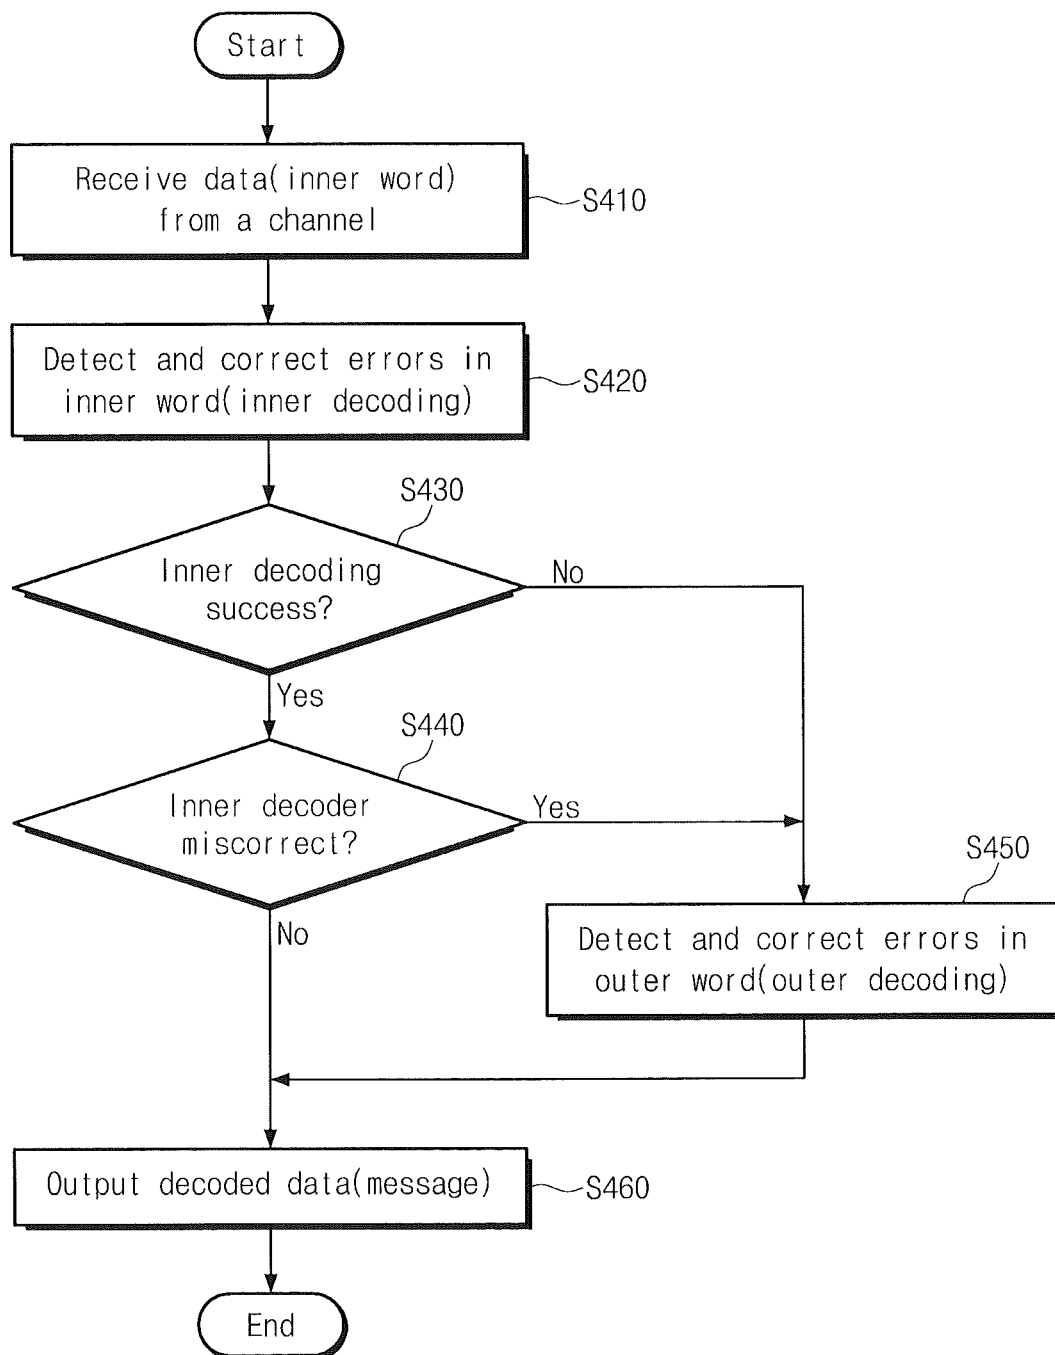 Start
Receive data(inner word)
from a channel
S410
Detect and correct errors in
inner word(inner decoding)
S420
S430
Inner decoding
success?
No
Yes
S440
Inner decoder
miscorrect?
Yes
No
S450
Detect and correct errors in
outer word(outer decoding)
Output decoded data(message)
S460
End